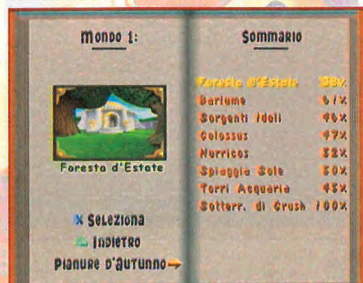 Mondo 1:
Foresta d'Estate
Seleziona
Indietro
Pianure d'Autunno
Sommario
Foresta d'Estate
Barlume 61%
Sorgenti Idoli 46%
Colossus 47%
Hurricos 52%
Spiaggia Sole 50%
Torri Acquaria 45%
Sotterr. di Crush 100%